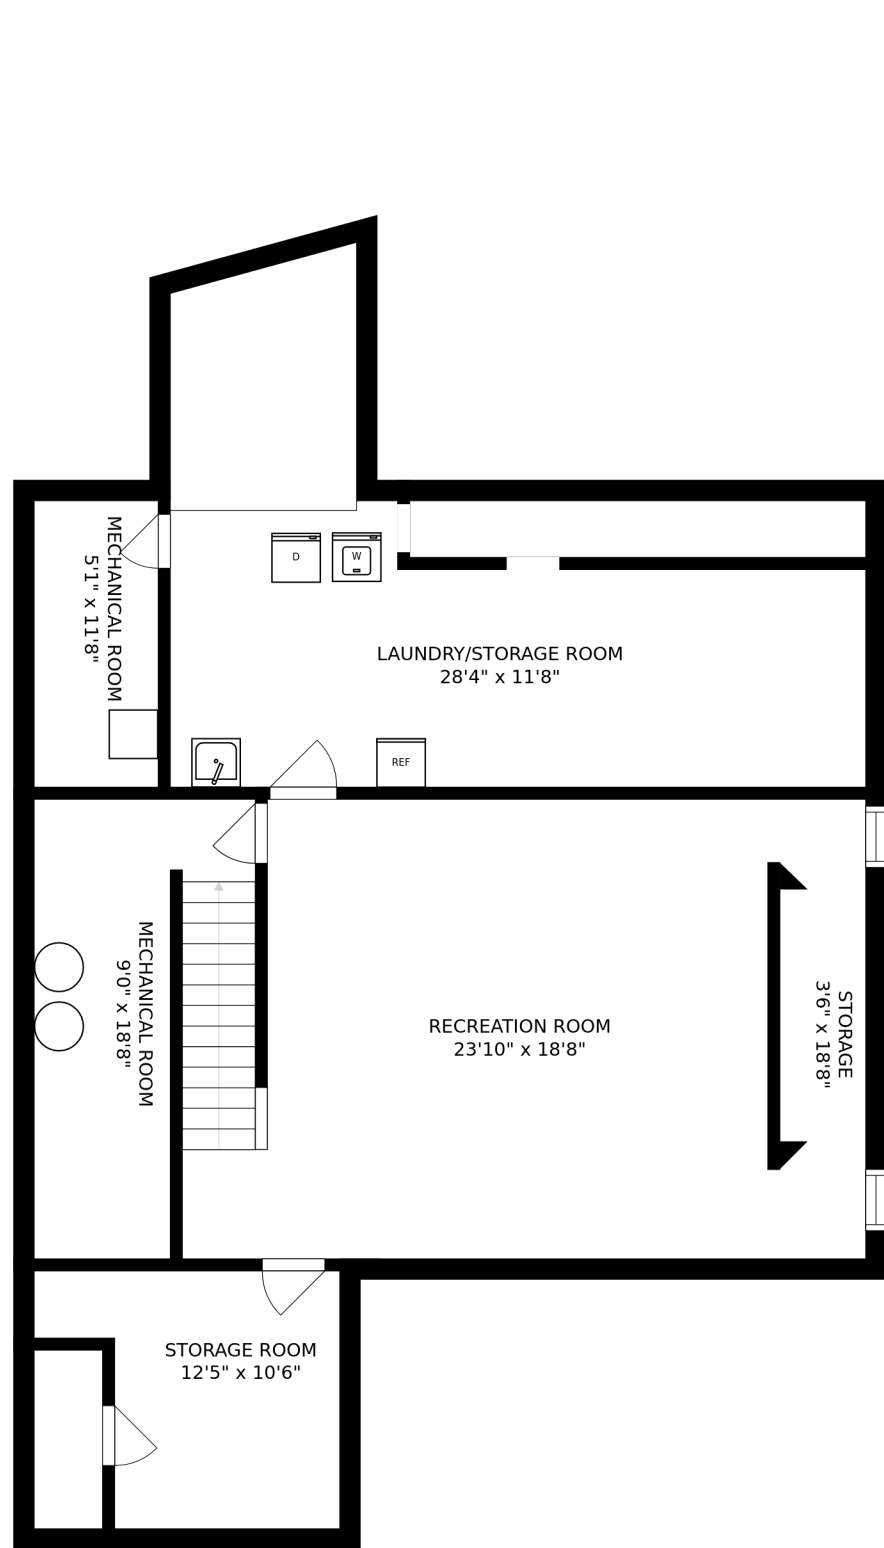 MECHANICAL ROOM
5'1" x 11'8"
D
W
LAUNDRY/STORAGE ROOM
28'4" x 11'8"
REF
MECHANICAL ROOM
9'0" x 18'8"
RECREATION ROOM
23'10" x 18'8"
STORAGE
3'6" x 18'8"
STORAGE ROOM
12'5" x 10'6"